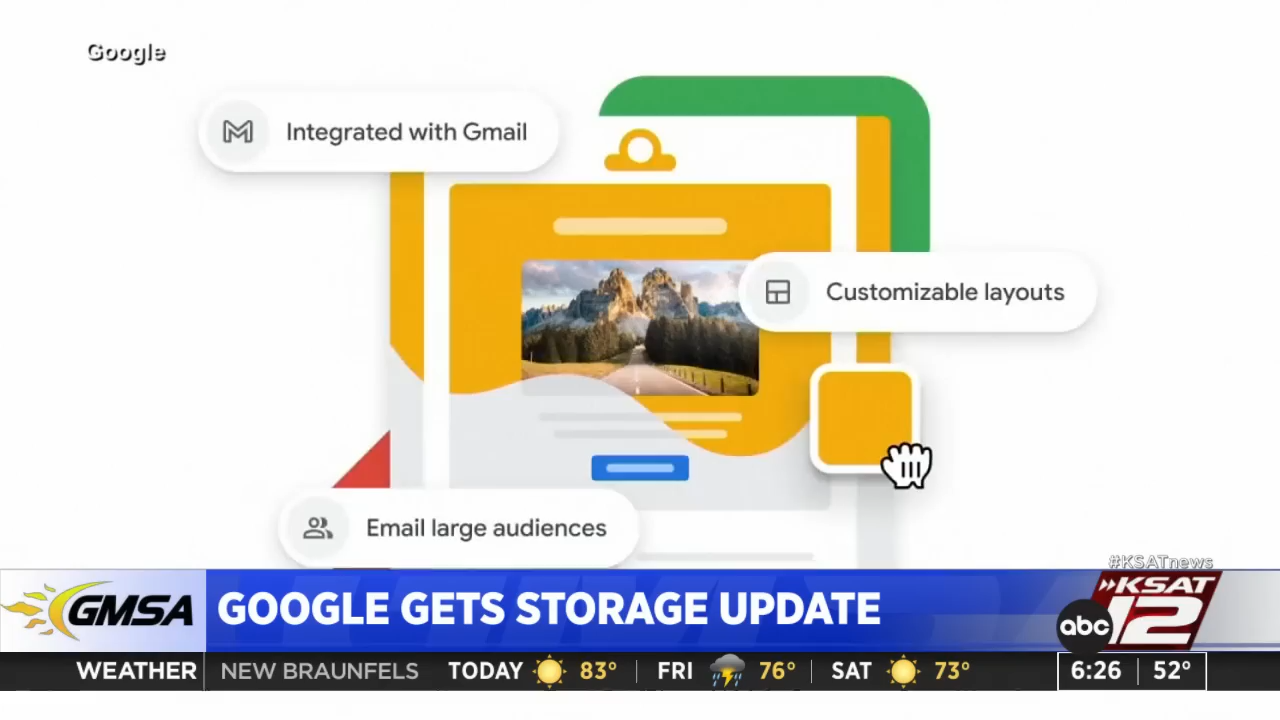 Google
Integrated with Gmail
Customizable layouts
Email large audiences
#KSATnews
GMSA
GOOGLE GETS STORAGE UPDATE
KSAT
abc 12
WEATHER NEW BRAUNFELS TODAY 83° FRI 76° SAT 73° 6:26 52°